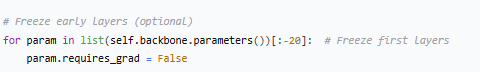 # Freeze early layers (optional)
for param in list(self.backbone.parameters())[:-20]:  # Freeze first layers
    param.requires_grad = False